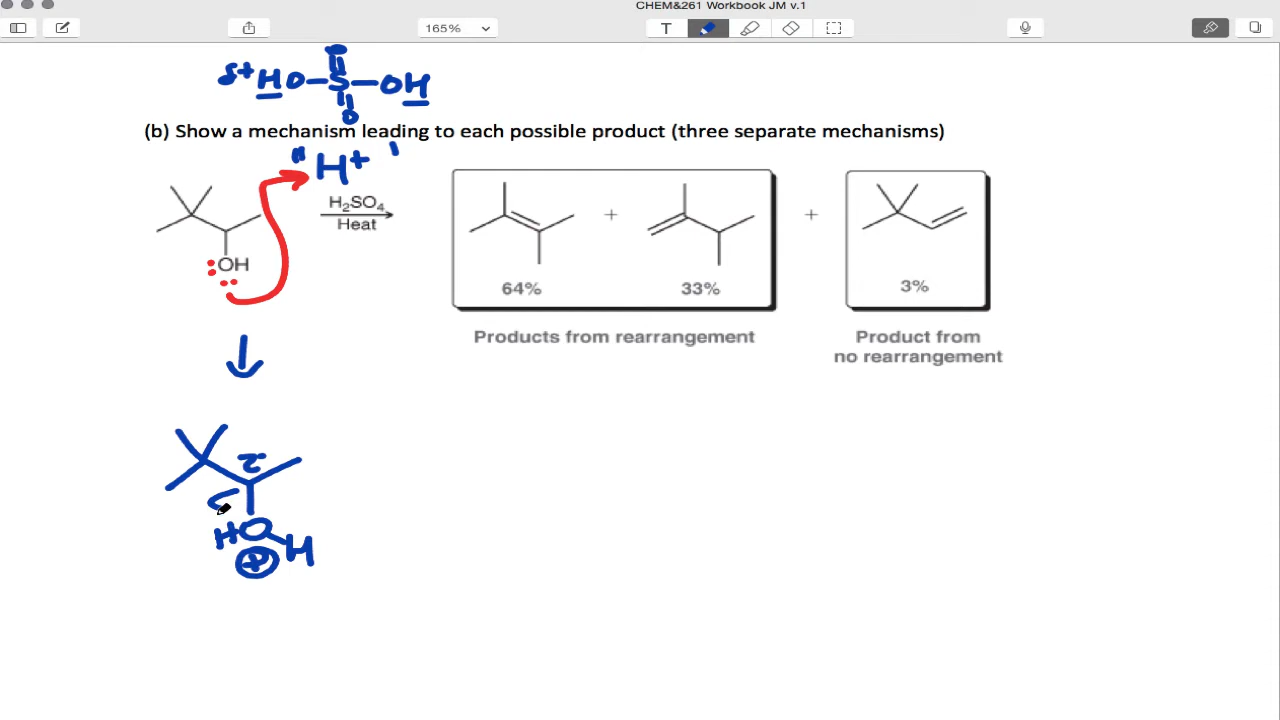 CHEM&261 Workbook JM v.1
165%
T
O
δ+ HO–S–OH
O
(b) Show a mechanism leading to each possible product (three separate mechanisms)
" H+ '
H2SO4
Heat
:OH
+
+
64%
33%
3%
Products from rearrangement
Product from
no rearrangement
2°
HO H
+